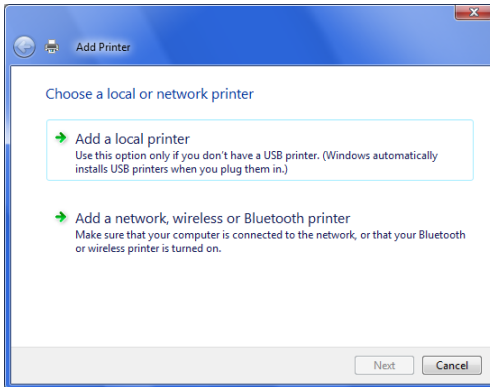 Add Printer
Choose a local or network printer
Add a local printer
Use this option only if you don't have a USB printer. (Windows automatically
installs USB printers when you plug them in.)
Add a network, wireless or Bluetooth printer
Make sure that your computer is connected to the network, or that your Bluetooth
or wireless printer is turned on.
Next Cancel